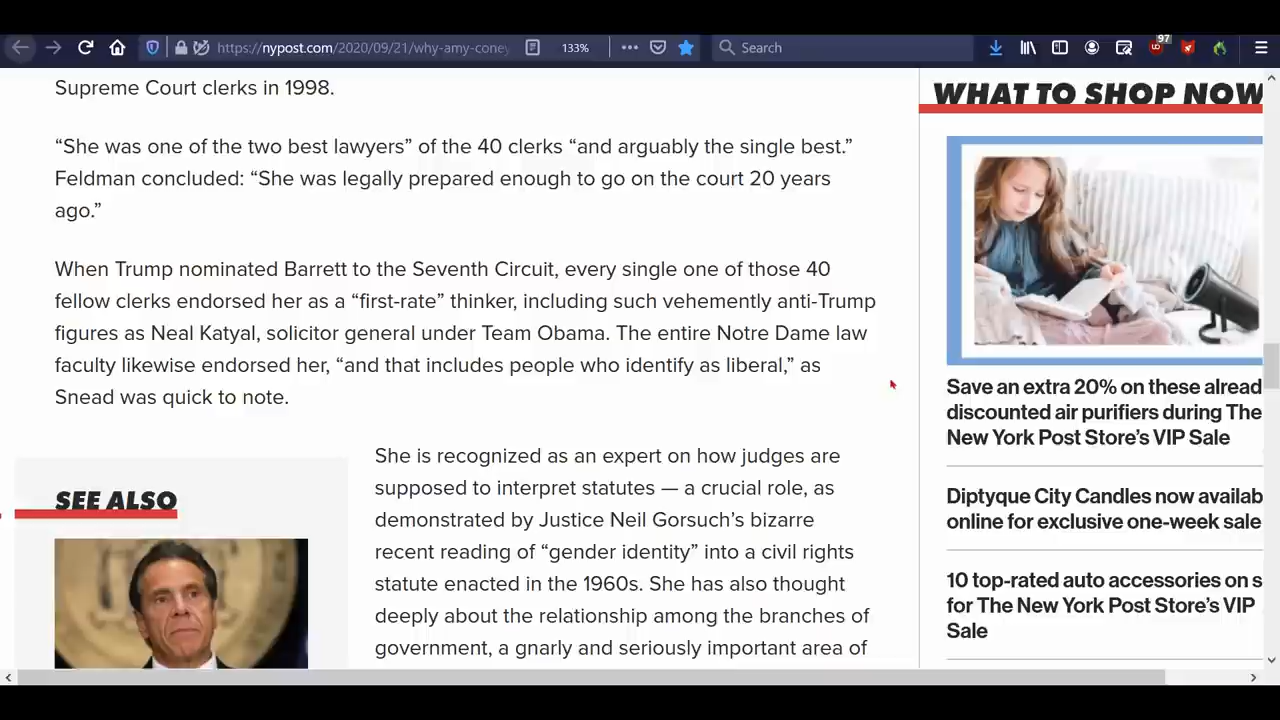 https://nypost.com/2020/09/21/why-amy-coney
133%
Search
97
Supreme Court clerks in 1998.
“She was one of the two best lawyers” of the 40 clerks “and arguably the single best.”
Feldman concluded: “She was legally prepared enough to go on the court 20 years
ago.”
When Trump nominated Barrett to the Seventh Circuit, every single one of those 40
fellow clerks endorsed her as a “first-rate” thinker, including such vehemently anti-Trump
figures as Neal Katyal, solicitor general under Team Obama. The entire Notre Dame law
faculty likewise endorsed her, “and that includes people who identify as liberal,” as
Snead was quick to note.
SEE ALSO
She is recognized as an expert on how judges are
supposed to interpret statutes — a crucial role, as
demonstrated by Justice Neil Gorsuch’s bizarre
recent reading of “gender identity” into a civil rights
statute enacted in the 1960s. She has also thought
deeply about the relationship among the branches of
government, a gnarly and seriously important area of
WHAT TO SHOP NOW
Save an extra 20% on these alread
discounted air purifiers during The
New York Post Store’s VIP Sale
Diptyque City Candles now availab
online for exclusive one-week sale
10 top-rated auto accessories on s
for The New York Post Store’s VIP
Sale